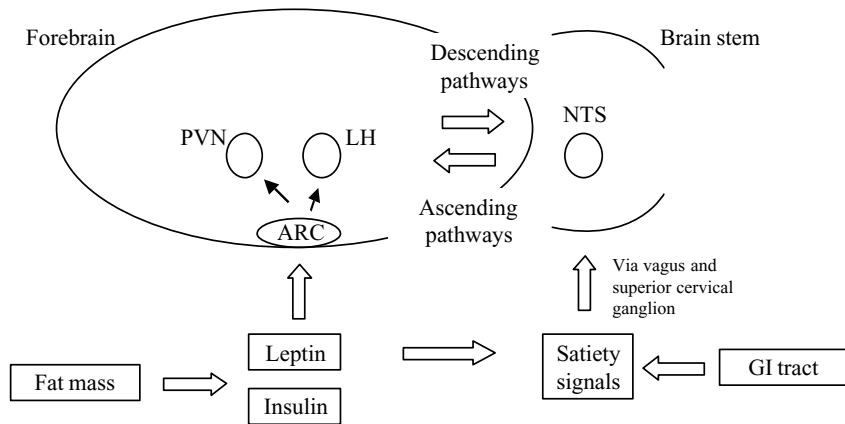 Forebrain
Brain stem
Descending
pathways
PVN
LH
NTS
ARC
Ascending
pathways
Via vagus and
superior cervical
ganglion
Leptin
Insulin
Fat mass
Satiety
signals
GI tract